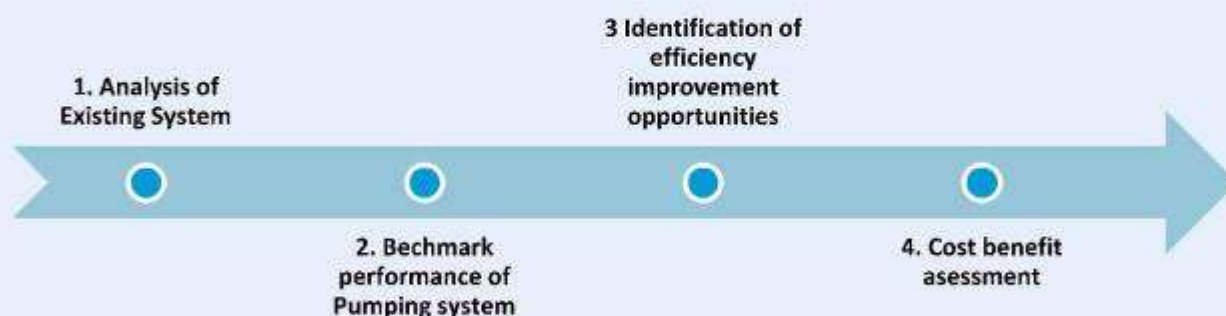 1. Analysis of
Existing System
2. Bechmark
performance of
Pumping system
3 Identification of
efficiency
improvement
opportunities
4. Cost benefit
asessment